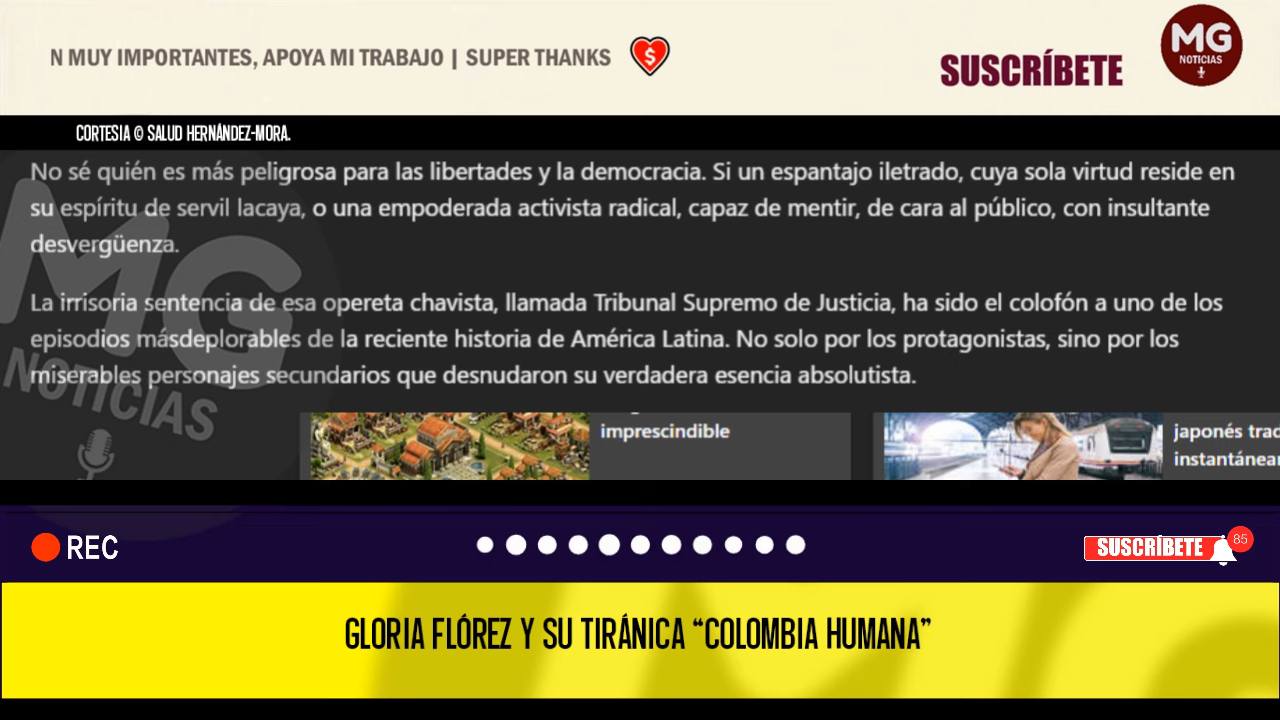 N MUY IMPORTANTES, APOYA MI TRABAJO | SUPER THANKS
$
SUSCRÍBETE
MG
NOTICIAS
CORTESIA © SALUD HERNÁNDEZ-MORA.
No sé quién es más peligrosa para las libertades y la democracia. Si un espantajo iletrado, cuya sola virtud reside en
su espíritu de servil lacaya, o una empoderada activista radical, capaz de mentir, de cara al público, con insultante
desvergüenza.
La irrisoria sentencia de esa opereta chavista, llamada Tribunal Supremo de Justicia, ha sido el colofón a uno de los
episodios másdeplorables de la reciente historia de América Latina. No solo por los protagonistas, sino por los
miserables personajes secundarios que desnudaron su verdadera esencia absolutista.
MG
NOTICIAS
imprescindible
japonés trad
instantánear
REC
SUSCRÍBETE
85
GLORIA FLÓREZ Y SU TIRÁNICA “COLOMBIA HUMANA”